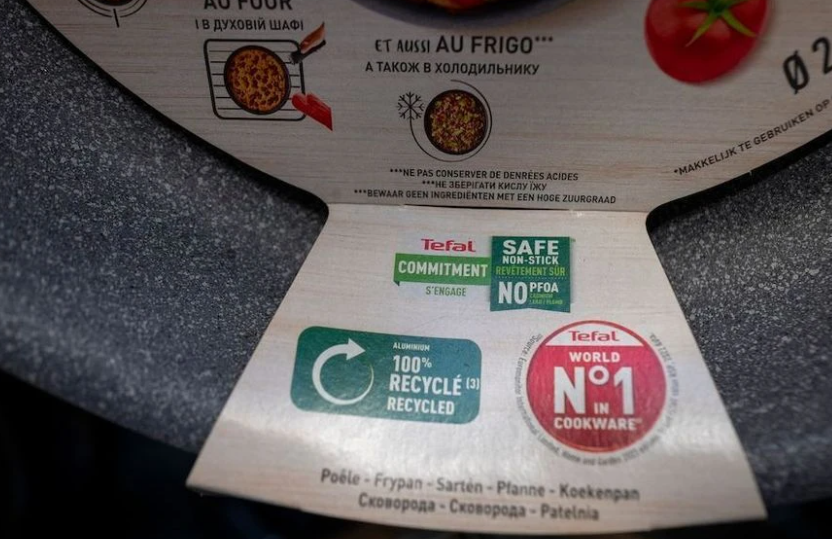 AU FOUR
І В ДУХОВІЙ ШАФІ
ET AUSSI AU FRIGO***
А ТАКОЖ В ХОЛОДИЛЬНИКУ
Ø 2
*MAKKELIJK TE GEBRUIKEN OP
***NE PAS CONSERVER DE DENRÉES ACIDES
***НЕ ЗБЕРІГАТИ КИСЛУ ЇЖУ
***BEWAAR GEEN INGREDIËNTEN MET EEN HOGE ZUURGRAAD
Tefal
COMMITMENT
S'ENGAGE
SAFE
NON-STICK
REVÊTEMENT SÛR
NO PFOA
ALUMINIUM
100%
RECYCLÉ (3)
RECYCLED
Tefal
WORLD
N°1
IN
COOKWARE*
Poêle - Frypan - Sartén - Pfanne - Koekenpan
Сковорода - Сковорода - Patelnia